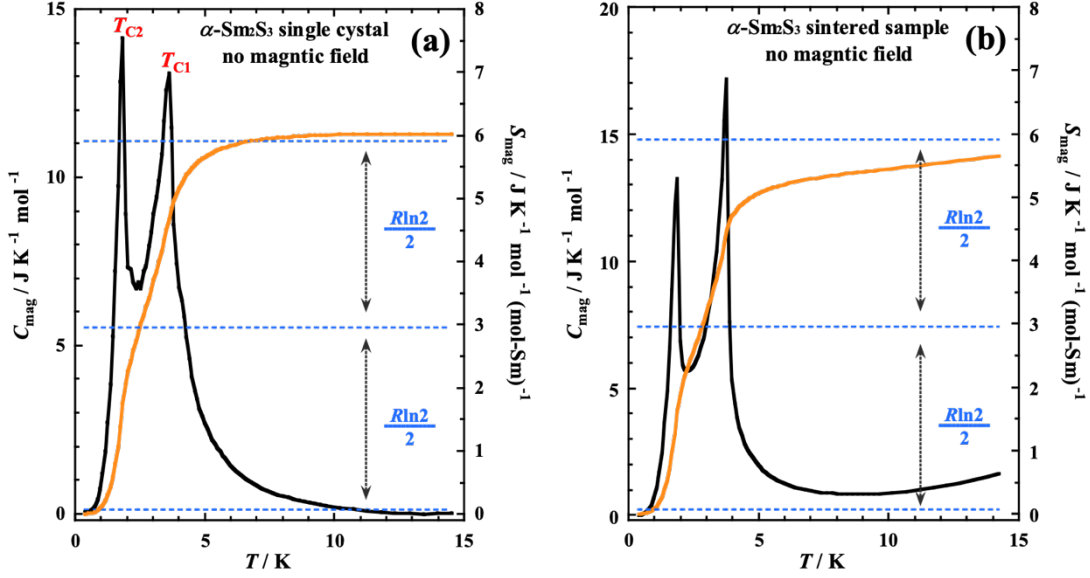 α-Sm₂S₃ single crystal
no magntic field
(a)
T_C2
T_C1
C_mag / J K⁻¹ mol⁻¹
15
10
5
0
8
7
6
5
4
3
2
1
0
S_mag / J K⁻¹ mol⁻¹ (mol-Sm)⁻¹
Rln2
2
Rln2
2
0
5
10
15
T / K
α-Sm₂S₃ sintered sample
no magntic field
(b)
C_mag / J K⁻¹ mol⁻¹
20
15
10
5
0
8
7
6
5
4
3
2
1
0
S_mag / J K⁻¹ mol⁻¹ (mol-Sm)⁻¹
Rln2
2
Rln2
2
0
5
10
15
T / K